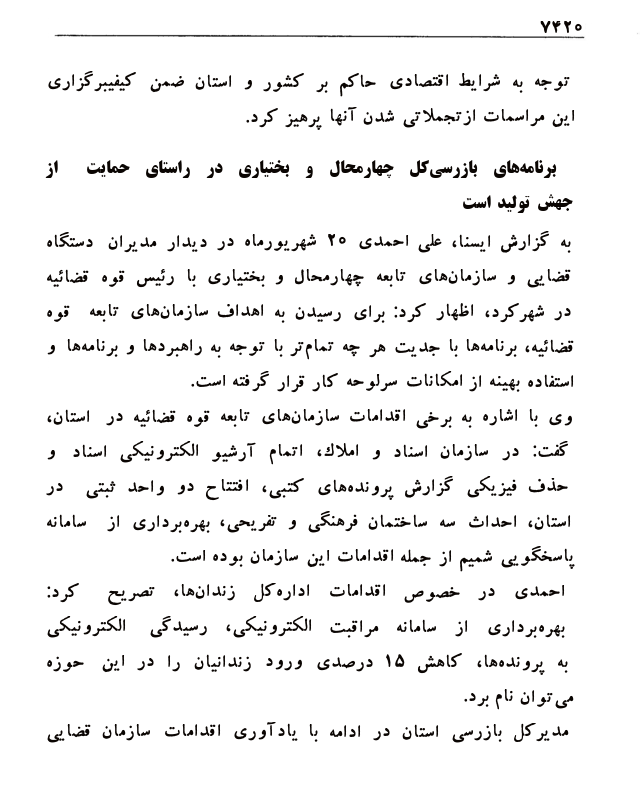 ۷۴۲۰
توجه به شرایط اقتصادی حاکم بر کشور و استان ضمن کیفیبرگزاری
این مراسمات ازتجملاتی شدن آنها پرهیز کرد.
برنامه‌های بازرسی‌کل چهارمحال و بختیاری در راستای حمایت از
جهش تولید است
به گزارش ایسنا، علی احمدی ۲۰ شهریورماه در دیدار مدیران دستگاه
قضایی و سازمان‌های تابعه چهارمحال و بختیاری با رئیس قوه قضائیه
در شهرکرد، اظهار کرد: برای رسیدن به اهداف سازمان‌های تابعه قوه
قضائیه، برنامه‌ها با جدیت هر چه تمام‌تر با توجه به راهبردها و برنامه‌ها و
استفاده بهینه از امکانات سرلوحه کار قرار گرفته است.
وی با اشاره به برخی اقدامات سازمان‌های تابعه قوه قضائیه در استان،
گفت: در سازمان اسناد و املاك، اتمام آرشیو الکترونیکی اسناد و
حذف فیزیکی گزارش پرونده‌های کتبی، افتتاح دو واحد ثبتی در
استان، احداث سه ساختمان فرهنگی و تفریحی، بهره‌برداری از سامانه
پاسخگویی شمیم از جمله اقدامات این سازمان بوده است.
احمدی در خصوص اقدامات اداره‌کل زندان‌ها، تصریح کرد:
بهره‌برداری از سامانه مراقبت الکترونیکی، رسیدگی الکترونیکی
به پرونده‌ها، کاهش ۱۵ درصدی ورود زندانیان را در این حوزه
می‌توان نام برد.
مدیرکل بازرسی استان در ادامه با یادآوری اقدامات سازمان قضایی